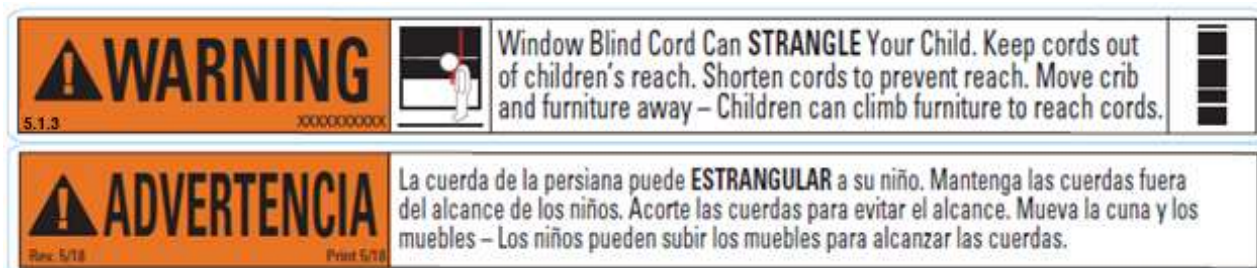 WARNING
5.1.3 XXXXXXXXXX
Window Blind Cord Can STRANGLE Your Child. Keep cords out
of children's reach. Shorten cords to prevent reach. Move crib
and furniture away – Children can climb furniture to reach cords.
ADVERTENCIA
Rev. 5/18 Print 5/18
La cuerda de la persiana puede ESTRANGULAR a su niño. Mantenga las cuerdas fuera
del alcance de los niños. Acorte las cuerdas para evitar el alcance. Mueva la cuna y los
muebles – Los niños pueden subir los muebles para alcanzar las cuerdas.